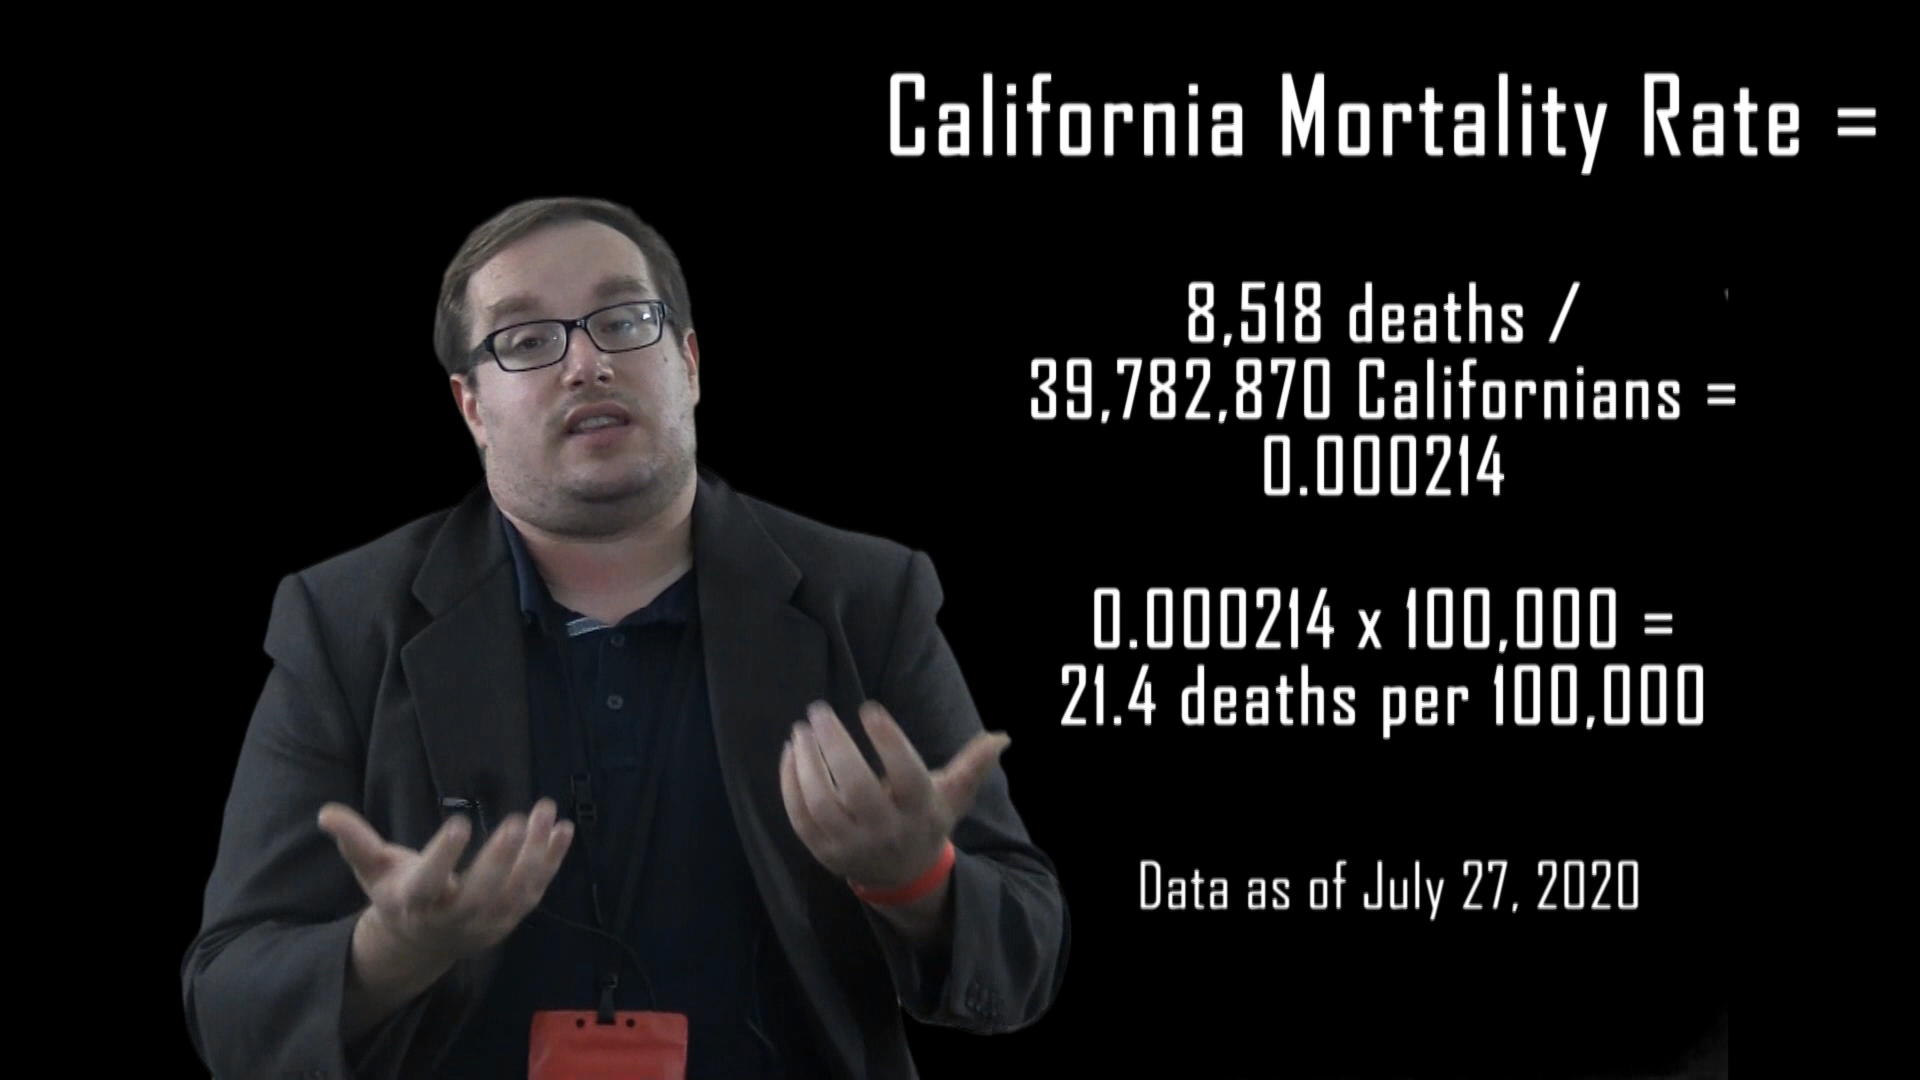 California Mortality Rate =
8,518 deaths /
39,782,870 Californians =
0.000214
0.000214 x 100,000 =
21.4 deaths per 100,000
Data as of July 27, 2020